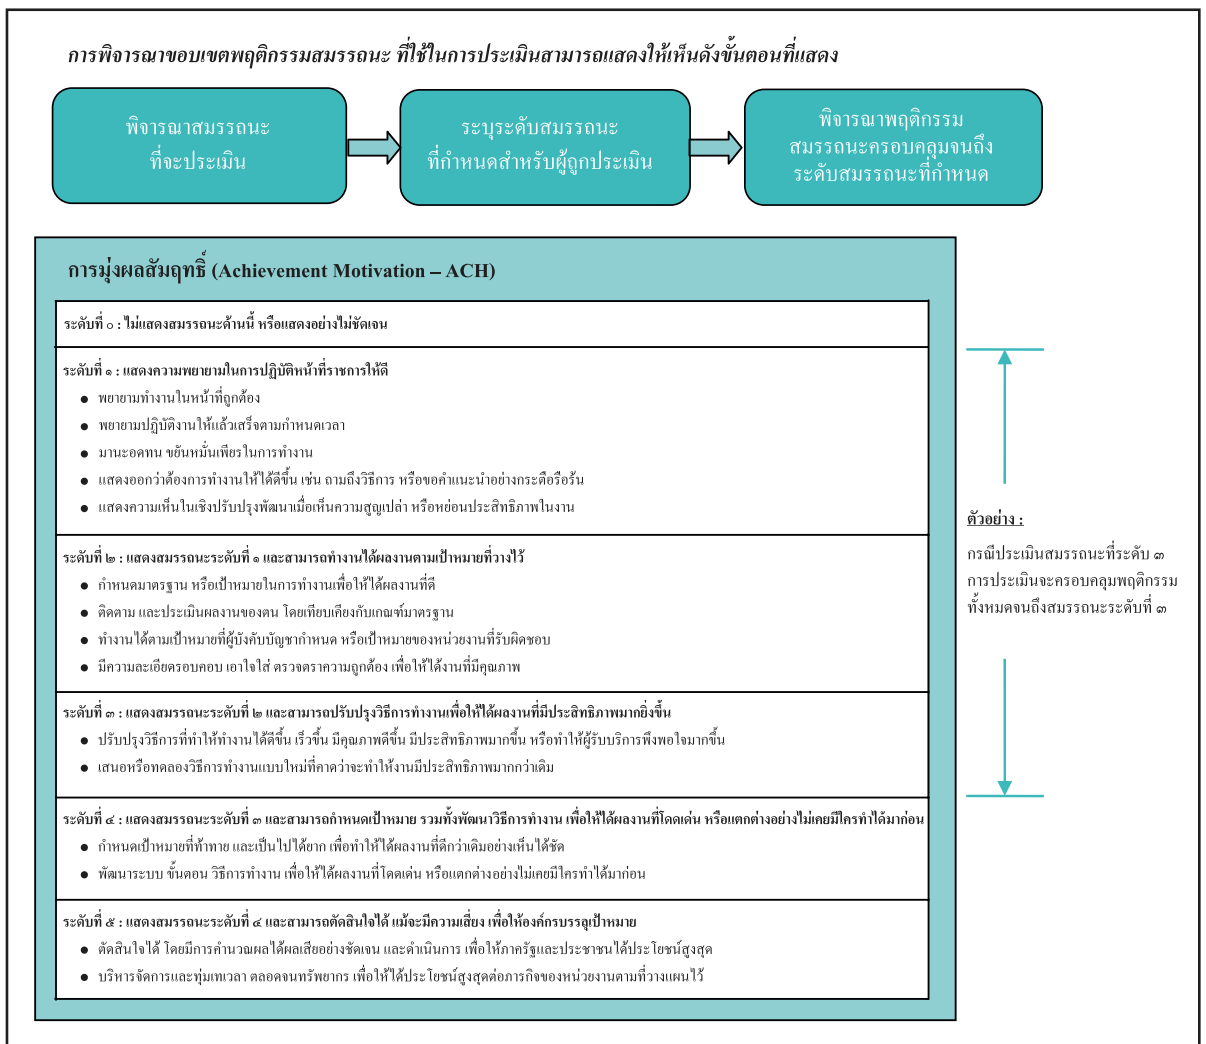 การพิจารณาขอบเขตพฤติกรรมสมรรถนะ ที่ใช้ในการประเมินสามารถแสดงให้เห็นดังขั้นตอนที่แสดง
พิจารณาสมรรถนะ
ที่จะประเมิน
ระบุระดับสมรรถนะ
ที่กำหนดสำหรับผู้ถูกประเมิน
พิจารณาพฤติกรรม
สมรรถนะครอบคลุมจนถึง
ระดับสมรรถนะที่กำหนด
การมุ่งผลสัมฤทธิ์ (Achievement Motivation – ACH)
ระดับที่ ๐ : ไม่แสดงสมรรถนะด้านนี้ หรือแสดงอย่างไม่ชัดเจน
ระดับที่ ๑ : แสดงความพยายามในการปฏิบัติหน้าที่ราชการให้ดี
● พยายามทำงานในหน้าที่ถูกต้อง
● พยายามปฏิบัติงานให้แล้วเสร็จตามกำหนดเวลา
● มานะอดทน ขยันหมั่นเพียรในการทำงาน
● แสดงออกว่าต้องการทำงานให้ได้ดีขึ้น เช่น ถามถึงวิธีการ หรือขอคำแนะนำอย่างกระตือรือร้น
● แสดงความเห็นในเชิงปรับปรุงพัฒนาเมื่อเห็นความสูญเปล่า หรือหย่อนประสิทธิภาพในงาน
ระดับที่ ๒ : แสดงสมรรถนะระดับที่ ๑ และสามารถทำงานได้ผลงานตามเป้าหมายที่วางไว้
● กำหนดมาตรฐาน หรือเป้าหมายในการทำงานเพื่อให้ได้ผลงานที่ดี
● ติดตาม และประเมินผลงานของตน โดยเทียบเคียงกับเกณฑ์มาตรฐาน
● ทำงานได้ตามเป้าหมายที่ผู้บังคับบัญชากำหนด หรือเป้าหมายของหน่วยงานที่รับผิดชอบ
● มีความละเอียดรอบคอบ เอาใจใส่ ตรวจตราความถูกต้อง เพื่อให้ได้งานที่มีคุณภาพ
ระดับที่ ๓ : แสดงสมรรถนะระดับที่ ๒ และสามารถปรับปรุงวิธีการทำงานเพื่อให้ได้ผลงานที่มีประสิทธิภาพมากยิ่งขึ้น
● ปรับปรุงวิธีการที่ทำให้ทำงานได้ดีขึ้น เร็วขึ้น มีคุณภาพดีขึ้น มีประสิทธิภาพมากขึ้น หรือทำให้ผู้รับบริการพึงพอใจมากขึ้น
● เสนอหรือทดลองวิธีการทำงานแบบใหม่ที่คาดว่าจะทำให้งานมีประสิทธิภาพมากกว่าเดิม
ระดับที่ ๔ : แสดงสมรรถนะระดับที่ ๓ และสามารถกำหนดเป้าหมาย รวมทั้งพัฒนาวิธีการทำงาน เพื่อให้ได้ผลงานที่โดดเด่น หรือแตกต่างอย่างไม่เคยมีใครทำได้มาก่อน
● กำหนดเป้าหมายที่ท้าทาย และเป็นไปได้ยาก เพื่อทำให้ได้ผลงานที่ดีกว่าเดิมอย่างเห็นได้ชัด
● พัฒนาระบบ ขั้นตอน วิธีการทำงาน เพื่อให้ได้ผลงานที่โดดเด่น หรือแตกต่างอย่างไม่เคยมีใครทำได้มาก่อน
ระดับที่ ๕ : แสดงสมรรถนะระดับที่ ๔ และสามารถตัดสินใจได้ แม้จะมีความเสี่ยง เพื่อให้องค์กรบรรลุเป้าหมาย
● ตัดสินใจได้ โดยมีการคำนวณผลได้ผลเสียอย่างชัดเจน และดำเนินการ เพื่อให้ภาครัฐและประชาชนได้ประโยชน์สูงสุด
● บริหารจัดการและทุ่มเทเวลา ตลอดจนทรัพยากร เพื่อให้ได้ประโยชน์สูงสุดต่อภารกิจของหน่วยงานตามที่วางแผนไว้
ตัวอย่าง :
กรณีประเมินสมรรถนะที่ระดับ ๓
การประเมินจะครอบคลุมพฤติกรรม
ทั้งหมดจนถึงสมรรถนะระดับที่ ๓